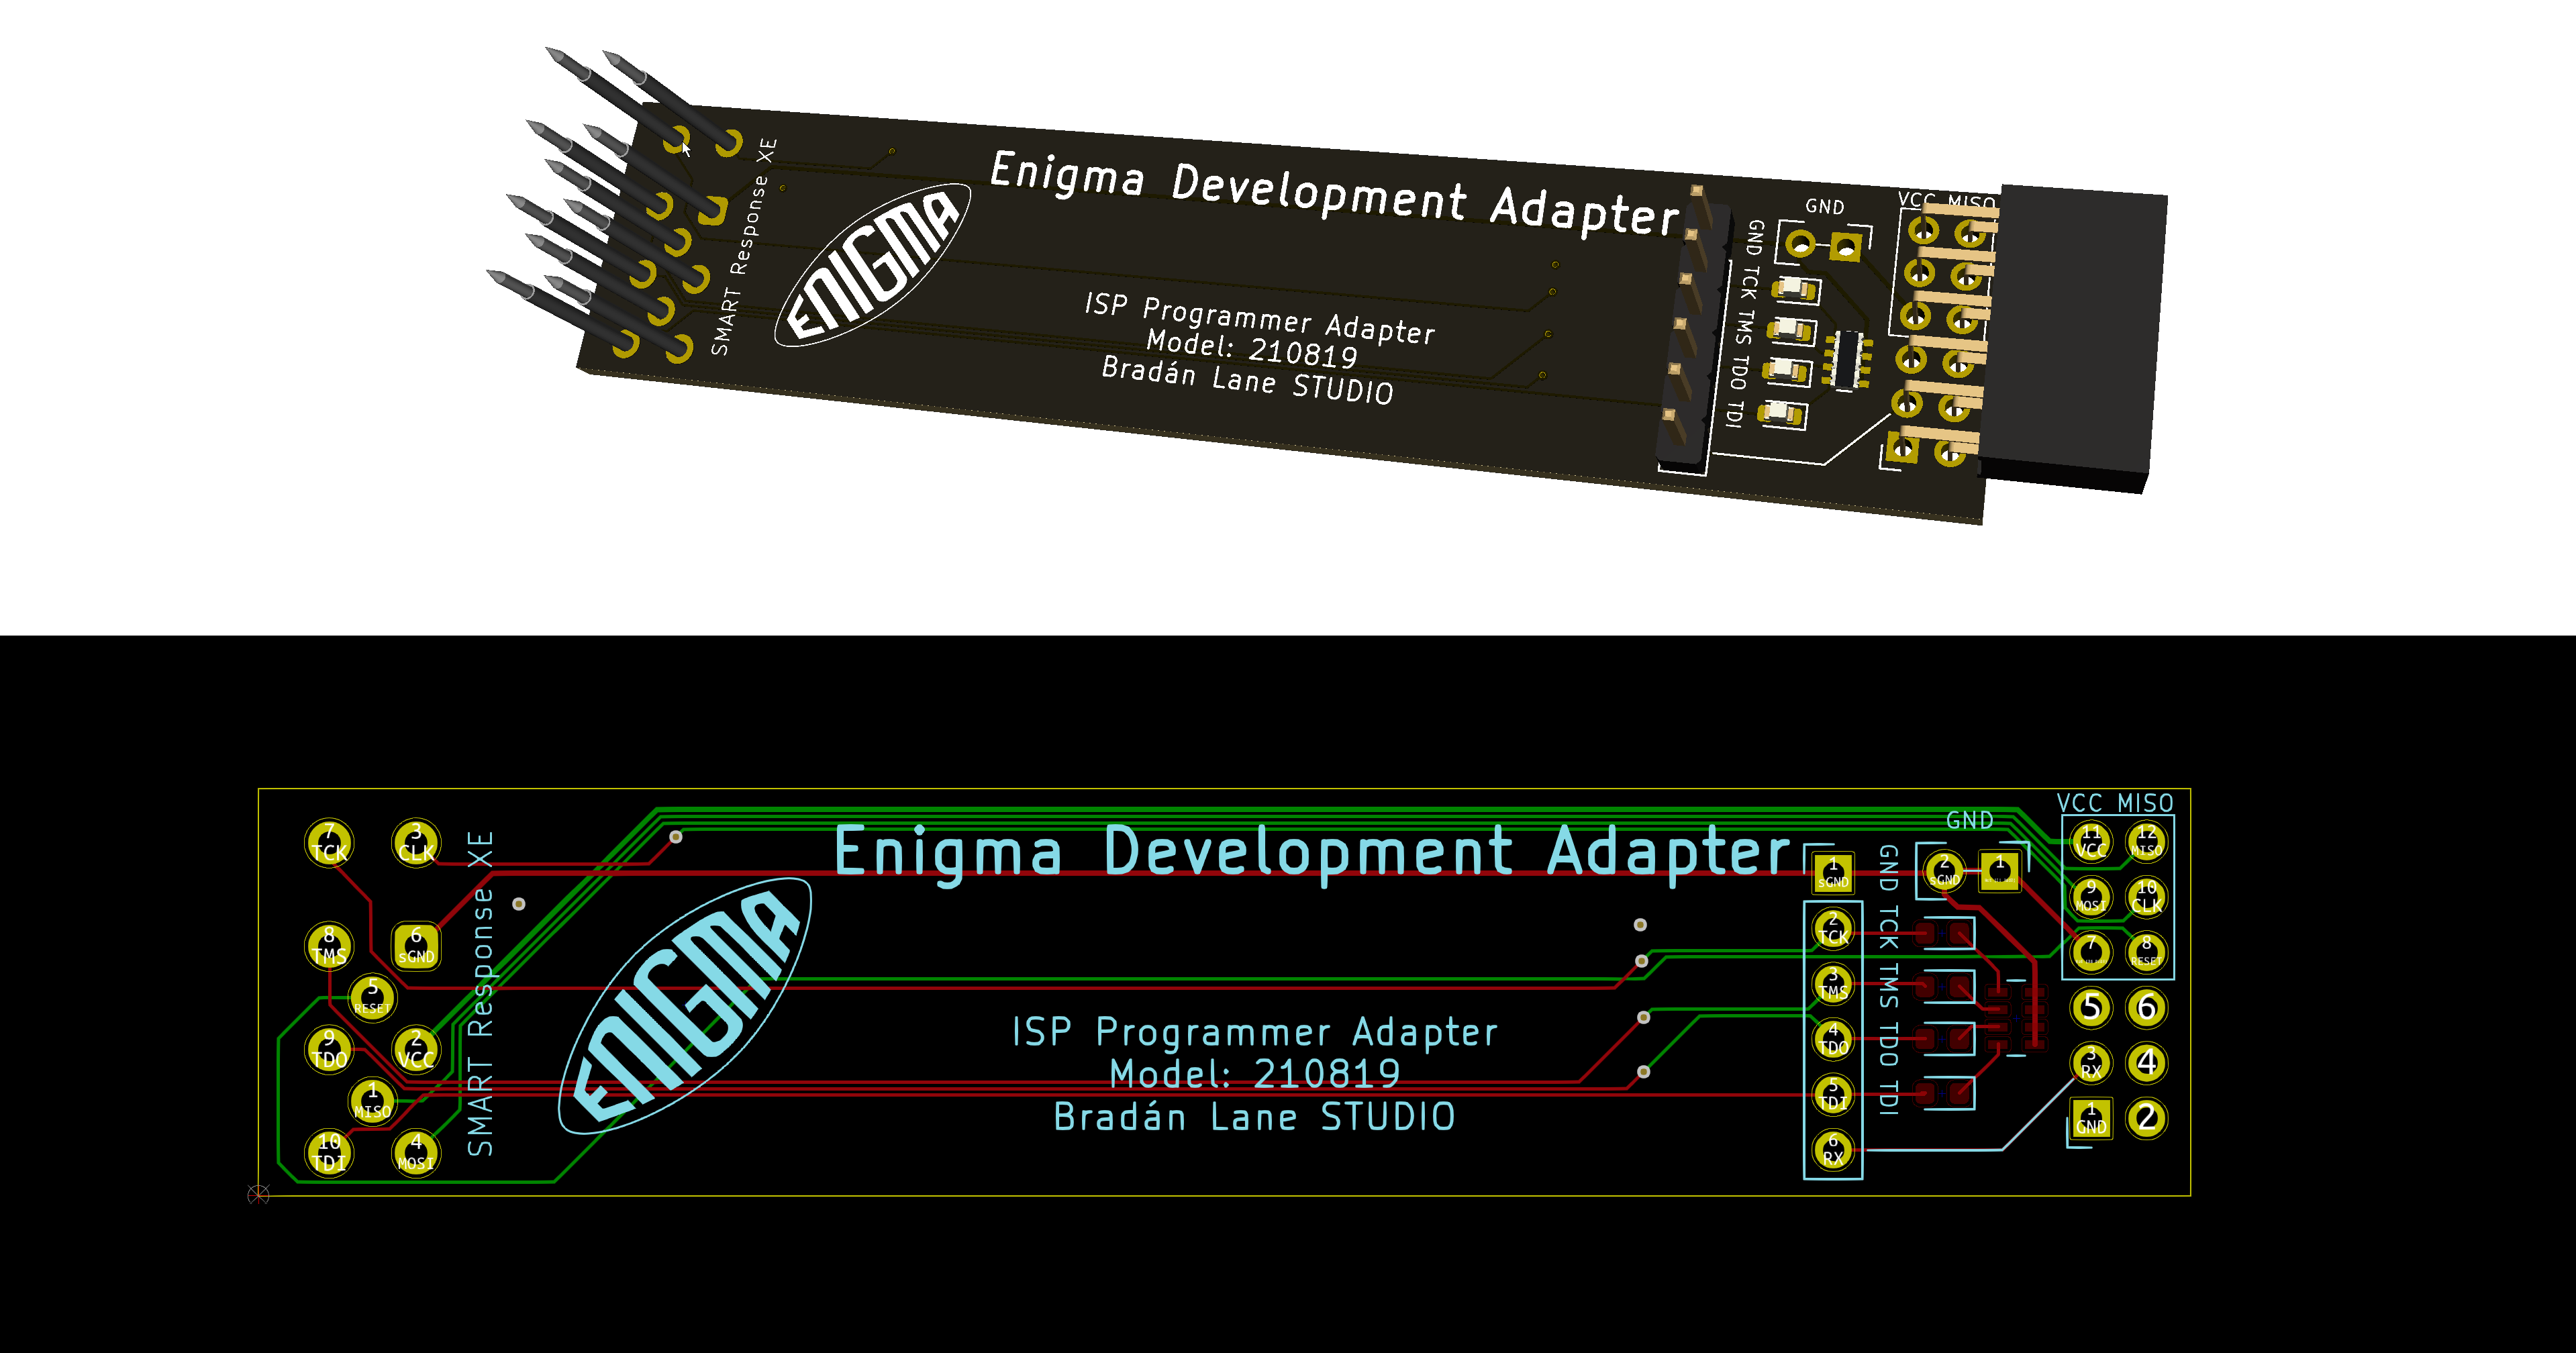 SMART Response XE
ENIGMA
Enigma Development Adapter
ISP Programmer Adapter
Model: 210819
Bradán Lane STUDIO
GND TCK TMS TDO TDI
GND
VCC MISO
7
TCK
3
CLK
8
TMS
6
sGND
5
RESET
9
TDO
2
VCC
1
MISO
10
TDI
4
MOSI
SMART Response XE
ENIGMA
Enigma Development Adapter
ISP Programmer Adapter
Model: 210819
Bradán Lane STUDIO
1
sGND
2
TCK
3
TMS
4
TDO
5
TDI
6
RX
GND TCK TMS TDO TDI
GND
2
sGND
1
VCC MISO
11
VCC
12
MISO
9
MOSI
10
CLK
7
8
RESET
5
6
3
RX
4
1
GND
2